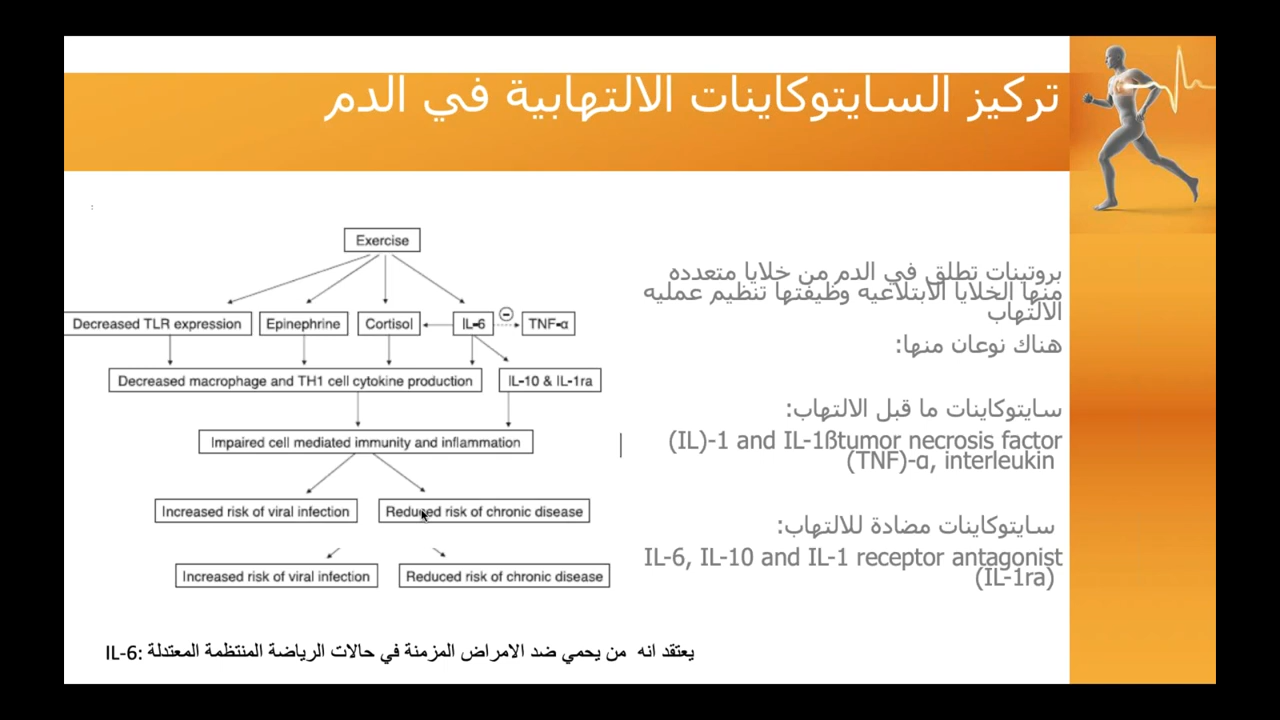 تركيز السايتوكاينات الالتهابية في الدم
بروتينات تطلق في الدم من خلايا متعدده
منها الخلايا الابتلاعيه وظيفتها تنظيم عمليه
الالتهاب
هناك نوعان منها:
سايتوكاينات ما قبل الالتهاب:
(IL)-1 and IL-1ßtumor necrosis factor
(TNF)-α, interleukin
سايتوكاينات مضادة للالتهاب:
IL-6, IL-10 and IL-1 receptor antagonist
(IL-1ra)
:
Exercise
Decreased TLR expression
Epinephrine
Cortisol
IL-6
TNF-α
Decreased macrophage and TH1 cell cytokine production
IL-10 & IL-1ra
Impaired cell mediated immunity and inflammation
Increased risk of viral infection
Reduced risk of chronic disease
Increased risk of viral infection
Reduced risk of chronic disease
IL-6: يعتقد انه من يحمي ضد الامراض المزمنة في حالات الرياضة المنتظمة المعتدلة